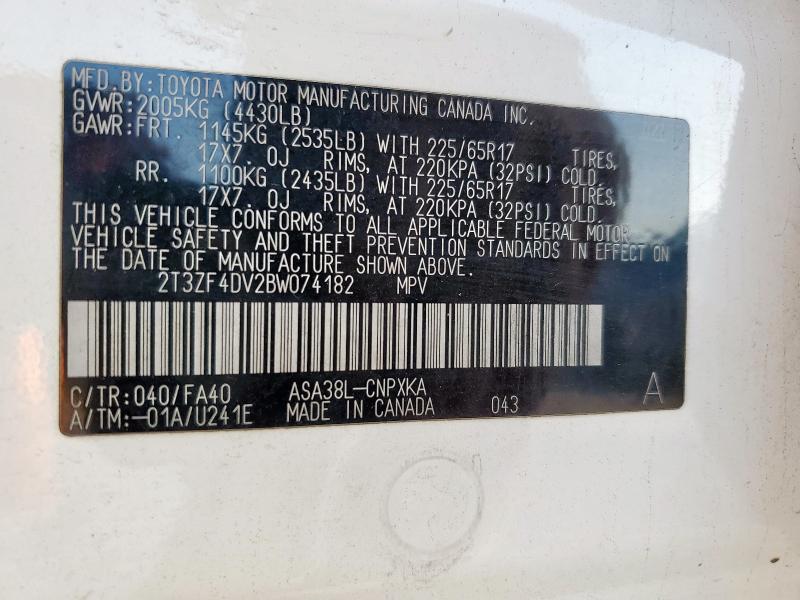 MFD.BY:TOYOTA MOTOR MANUFACTURING CANADA INC.
GVWR:2005KG (4430LB)
GAWR:FRT. 1145KG (2535LB) WITH 225/65R17 TIRES,
17X7. 0J RIMS, AT 220KPA (32PSI) COLD.
RR. 1100KG (2435LB) WITH 225/65R17 TIRES,
17X7. 0J RIMS, AT 220KPA (32PSI) COLD.
THIS VEHICLE CONFORMS TO ALL APPLICABLE FEDERAL MOTOR
VEHICLE SAFETY AND THEFT PREVENTION STANDARDS IN EFFECT ON
THE DATE OF MANUFACTURE SHOWN ABOVE.
2T3ZF4DV2BW074182 MPV
C/TR:040/FA40 ASA38L-CNPXKA A
A/TM:-01A/U241E MADE IN CANADA 043